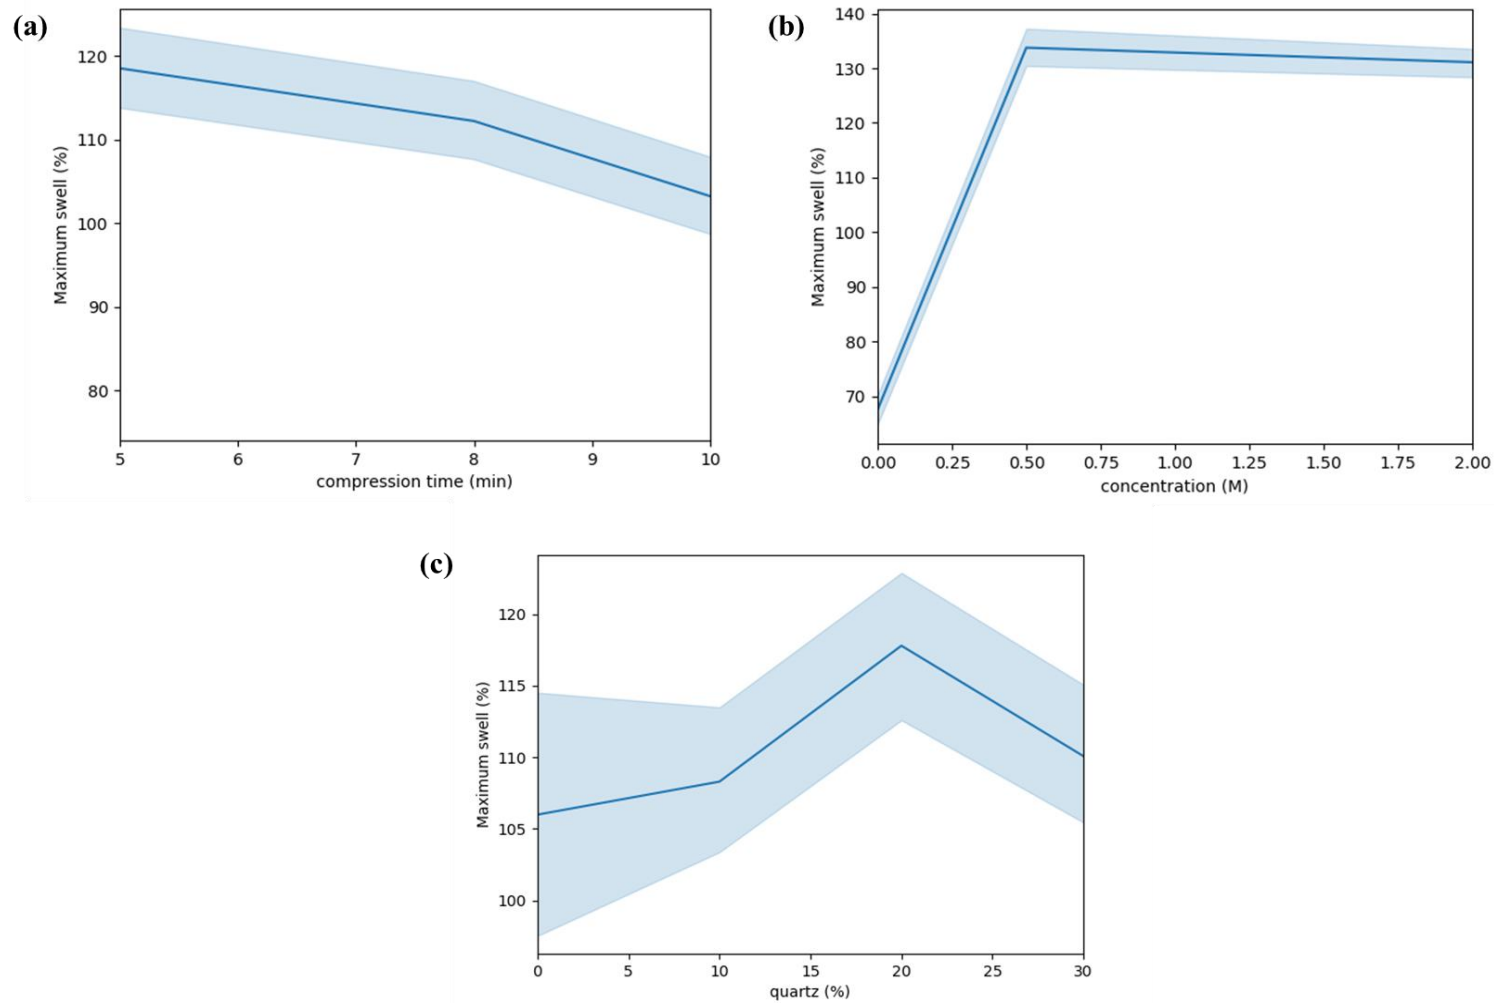 (a)
Maximum swell (%)
120
110
100
90
80
5 6 7 8 9 10
compression time (min)
(b)
Maximum swell (%)
140
130
120
110
100
90
80
70
0.00 0.25 0.50 0.75 1.00 1.25 1.50 1.75 2.00
concentration (M)
(c)
Maximum swell (%)
120
115
110
105
100
0 5 10 15 20 25 30
quartz (%)